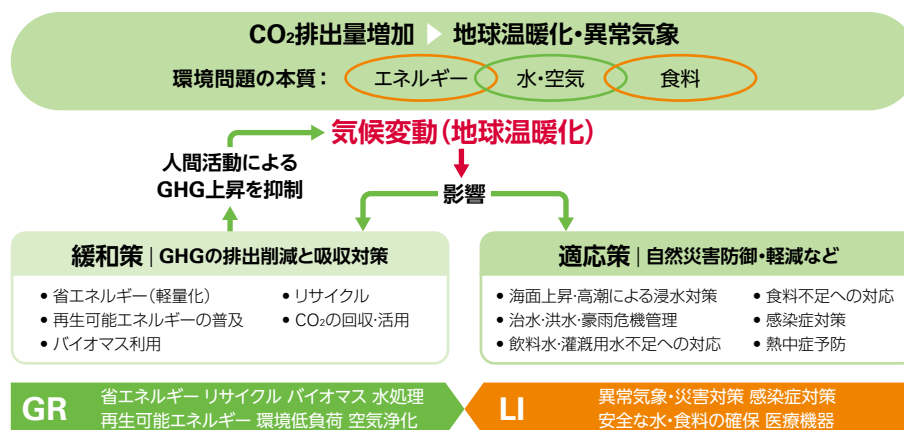 CO₂排出量増加 ▶ 地球温暖化・異常気象
環境問題の本質： エネルギー 水・空気 食料
気候変動（地球温暖化）
人間活動による
GHG上昇を抑制
影響
緩和策 | GHGの排出削減と吸収対策
• 省エネルギー（軽量化）
• 再生可能エネルギーの普及
• バイオマス利用
• リサイクル
• CO₂の回収・活用
適応策 | 自然災害防御・軽減など
• 海面上昇・高潮による浸水対策
• 治水・洪水・豪雨危機管理
• 飲料水・灌漑用水不足への対応
• 食料不足への対応
• 感染症対策
• 熱中症予防
GR
省エネルギー リサイクル バイオマス 水処理
再生可能エネルギー 環境低負荷 空気浄化
LI
異常気象・災害対策 感染症対策
安全な水・食料の確保 医療機器